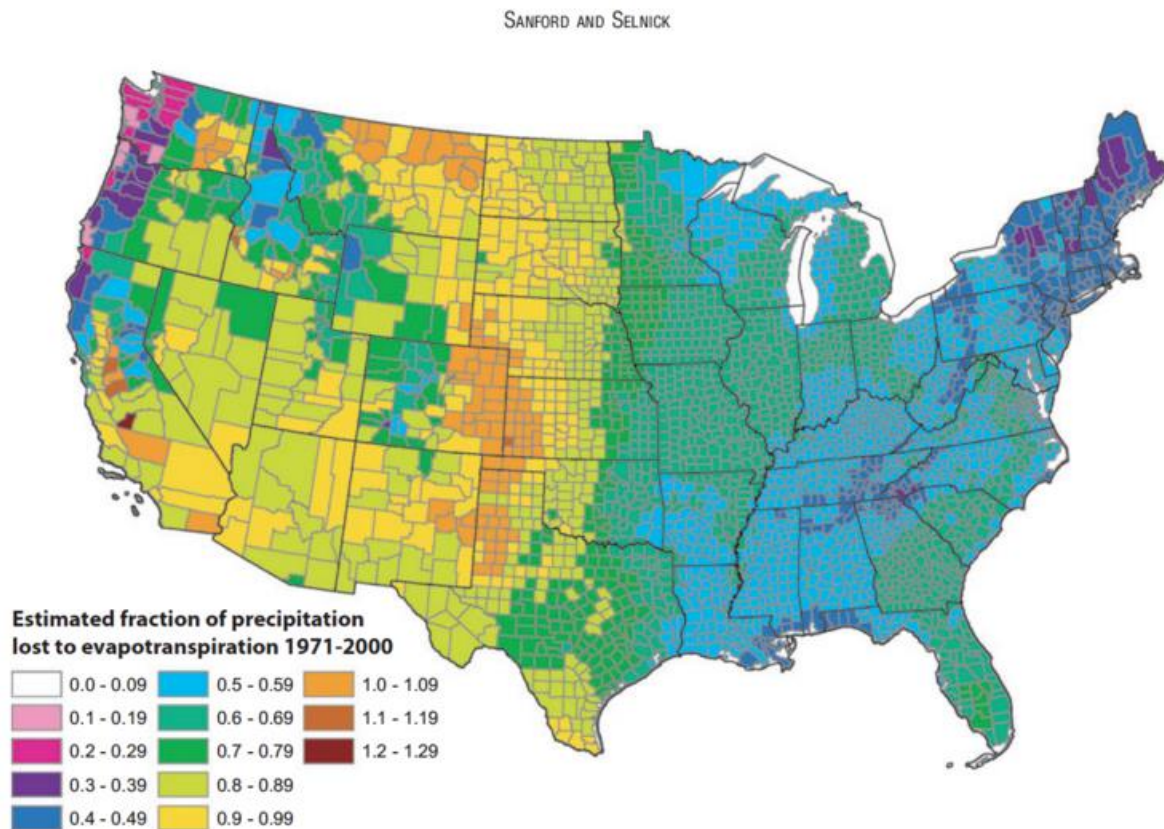 SANFORD AND SELNICK
Estimated fraction of precipitation
lost to evapotranspiration 1971-2000
0.0 - 0.09
0.1 - 0.19
0.2 - 0.29
0.3 - 0.39
0.4 - 0.49
0.5 - 0.59
0.6 - 0.69
0.7 - 0.79
0.8 - 0.89
0.9 - 0.99
1.0 - 1.09
1.1 - 1.19
1.2 - 1.29